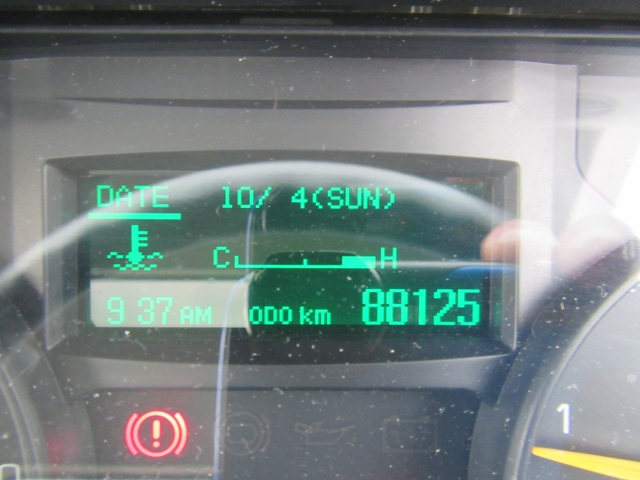 DATE 10/ 4(SUN)
C H
9 37 AM ODO km 88125
1